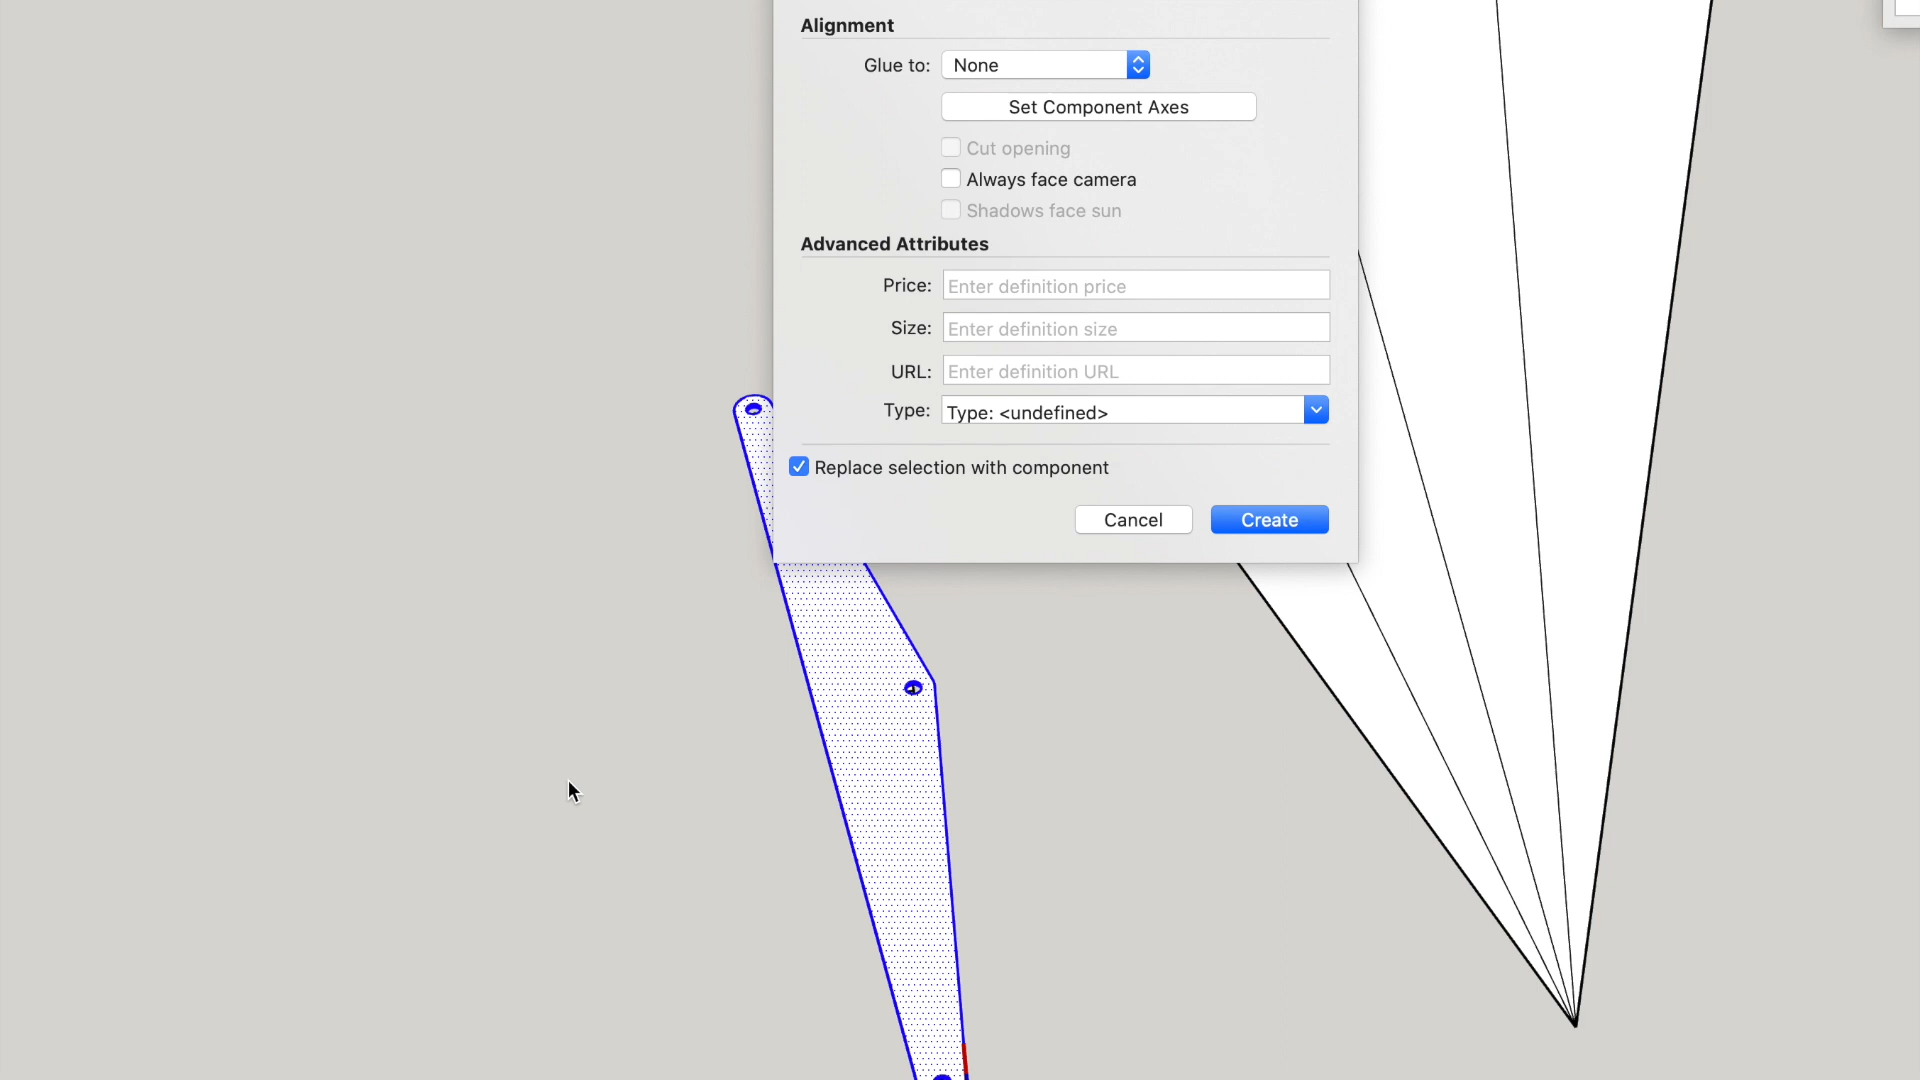 Alignment
Glue to: None
Set Component Axes
Cut opening
Always face camera
Shadows face sun
Advanced Attributes
Price: Enter definition price
Size: Enter definition size
URL: Enter definition URL
Type: Type: <undefined>
Replace selection with component
Cancel Create